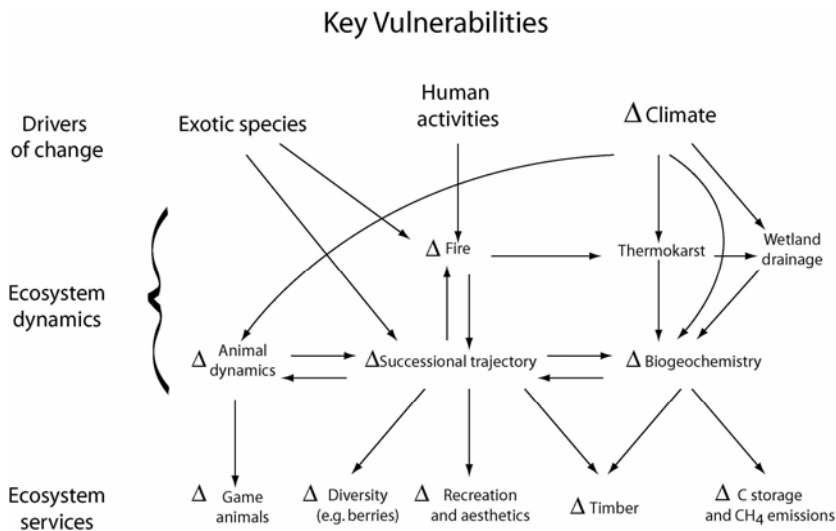 Key Vulnerabilities
Drivers
of change
Exotic species
Human
activities
Δ Climate
Ecosystem
dynamics
Δ Fire
Thermokarst
Wetland
drainage
Δ Animal
dynamics
Δ Successional trajectory
Δ Biogeochemistry
Ecosystem
services
Δ Game
animals
Δ Diversity
(e.g. berries)
Δ Recreation
and aesthetics
Δ Timber
Δ C storage
and CH₄ emissions